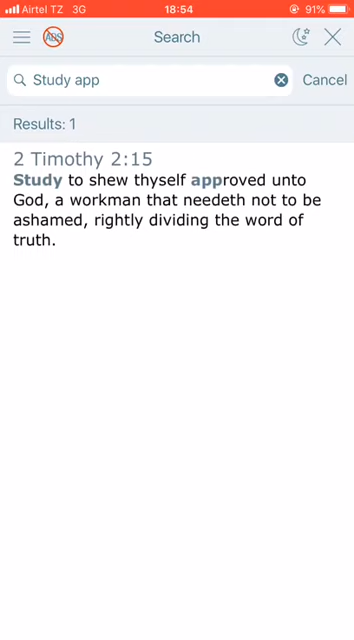 Airtel TZ 3G 18:54 91%
ADS Search
Study app Cancel
Results: 1
2 Timothy 2:15
Study to shew thyself approved unto
God, a workman that needeth not to be
ashamed, rightly dividing the word of
truth.